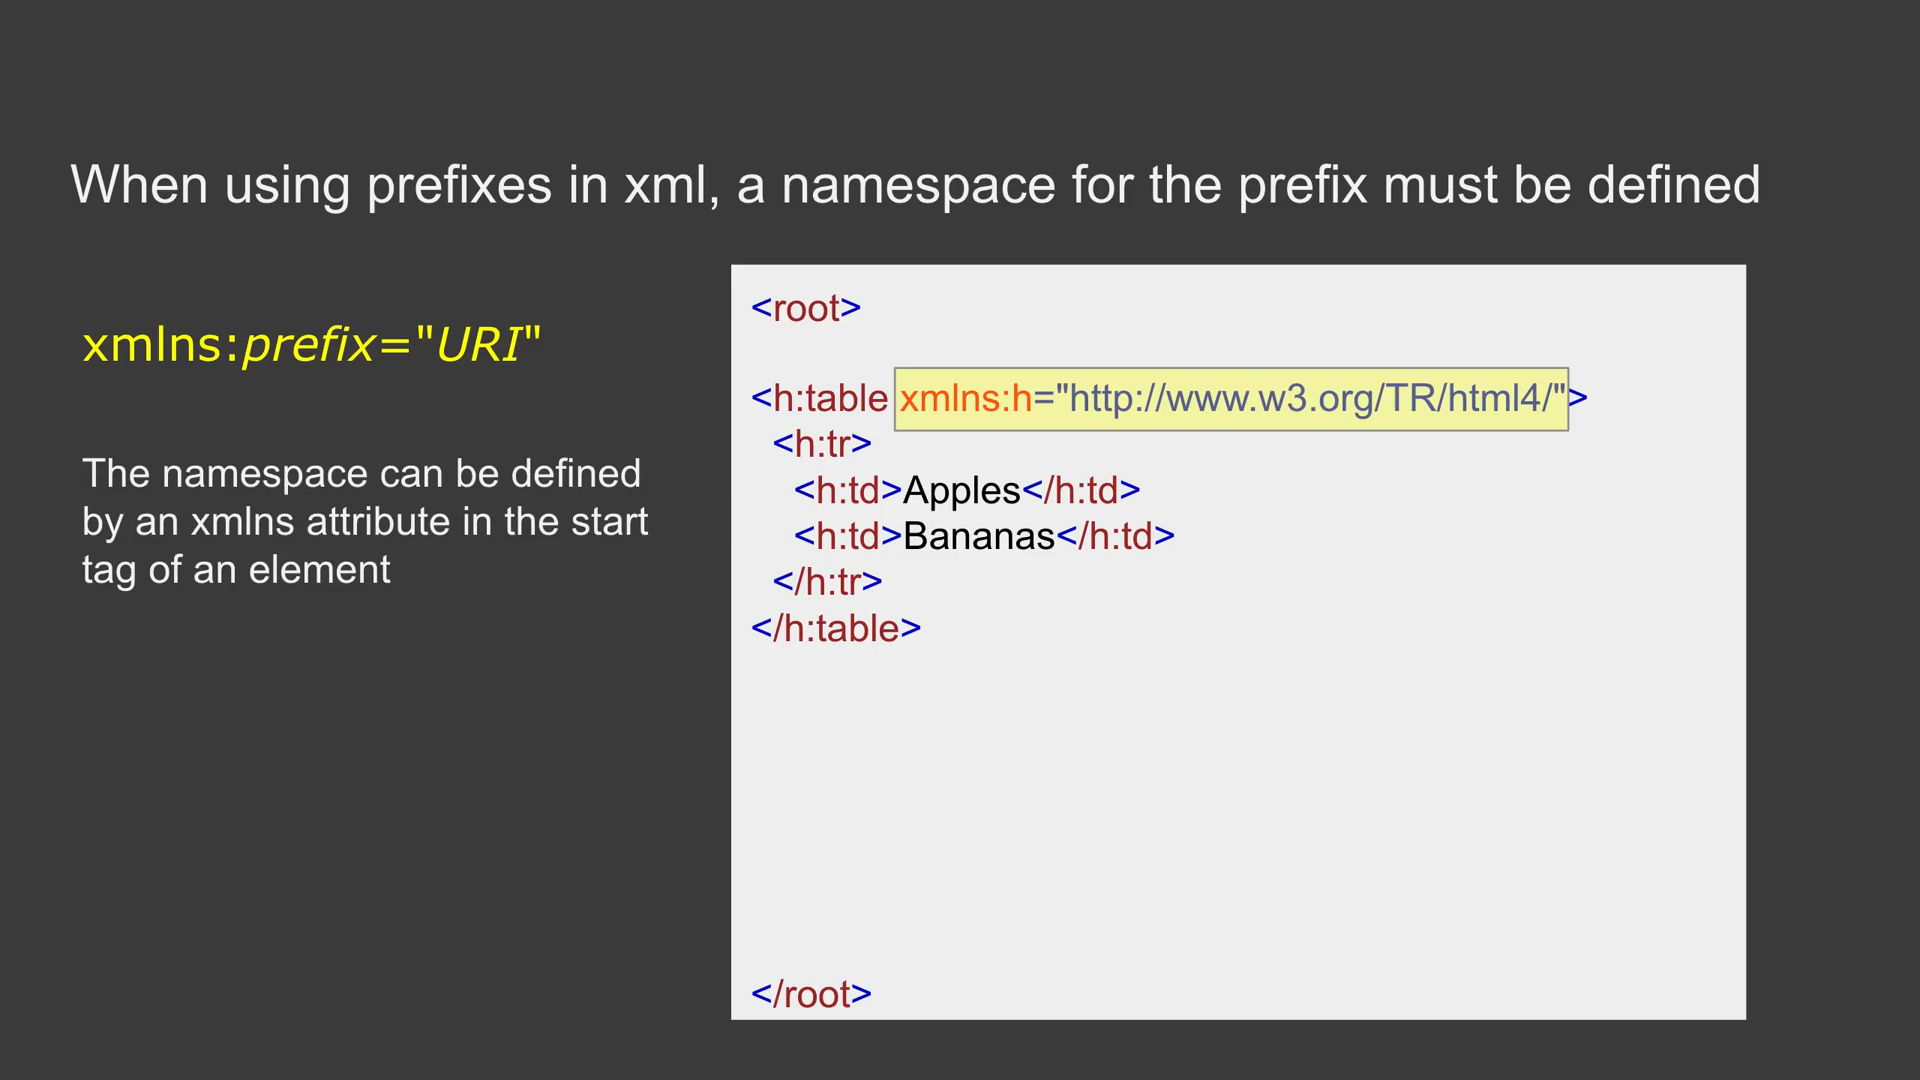 When using prefixes in xml, a namespace for the prefix must be defined
xmlns:prefix="URI"
The namespace can be defined
by an xmlns attribute in the start
tag of an element
<root>
<h:table xmlns:h="http://www.w3.org/TR/html4/">
<h:tr>
<h:td>Apples</h:td>
<h:td>Bananas</h:td>
</h:tr>
</h:table>
</root>